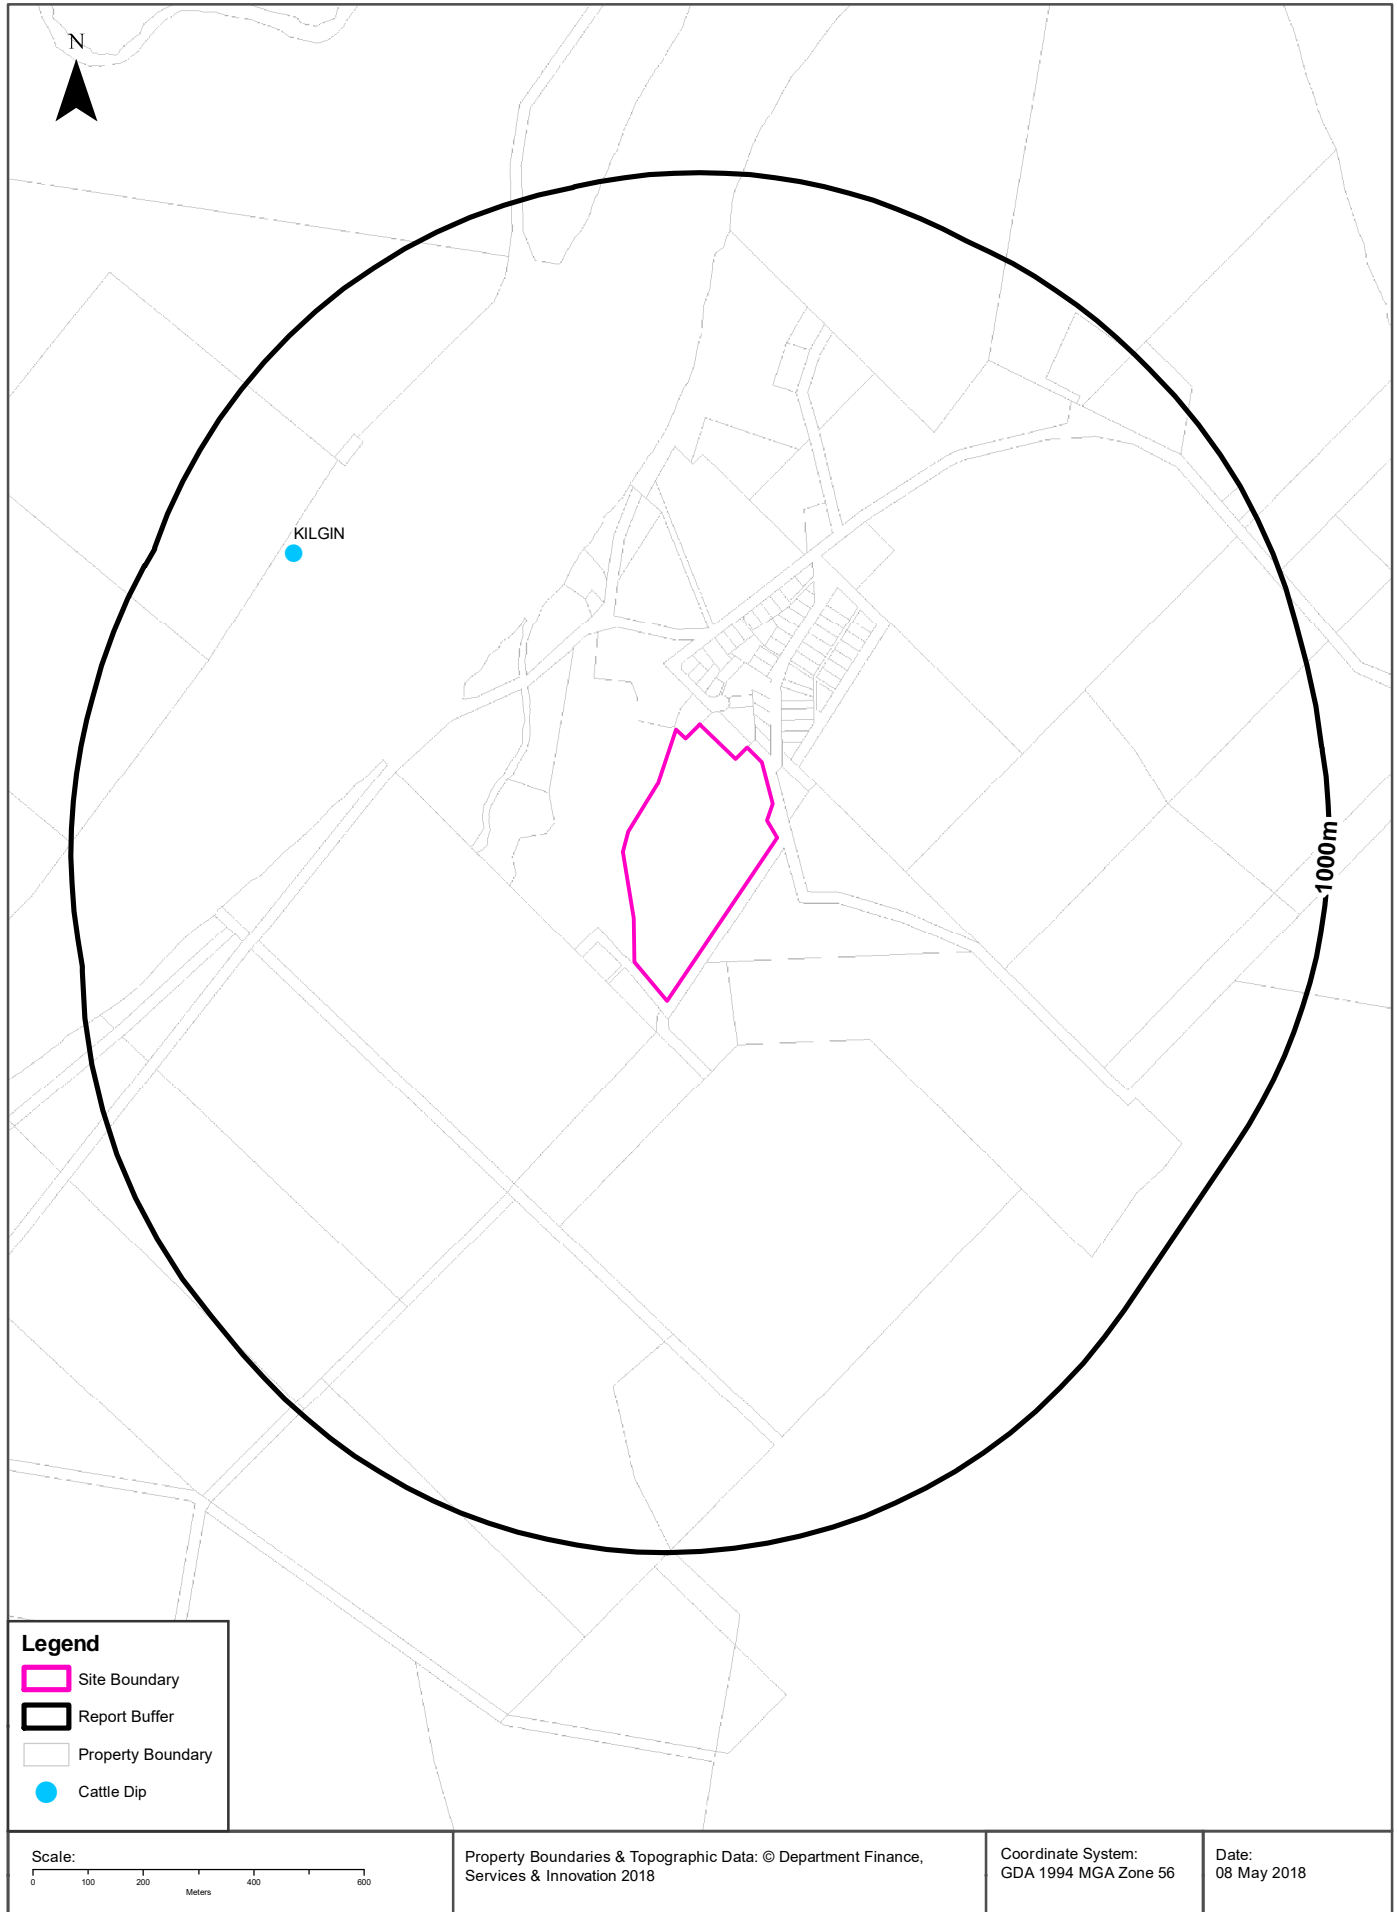 N
KILGIN
1000m
Legend
Site Boundary
Report Buffer
Property Boundary
Cattle Dip
Scale:
0 100 200 400 600
Meters
Property Boundaries & Topographic Data: © Department Finance,
Services & Innovation 2018
Coordinate System:
GDA 1994 MGA Zone 56
Date:
08 May 2018